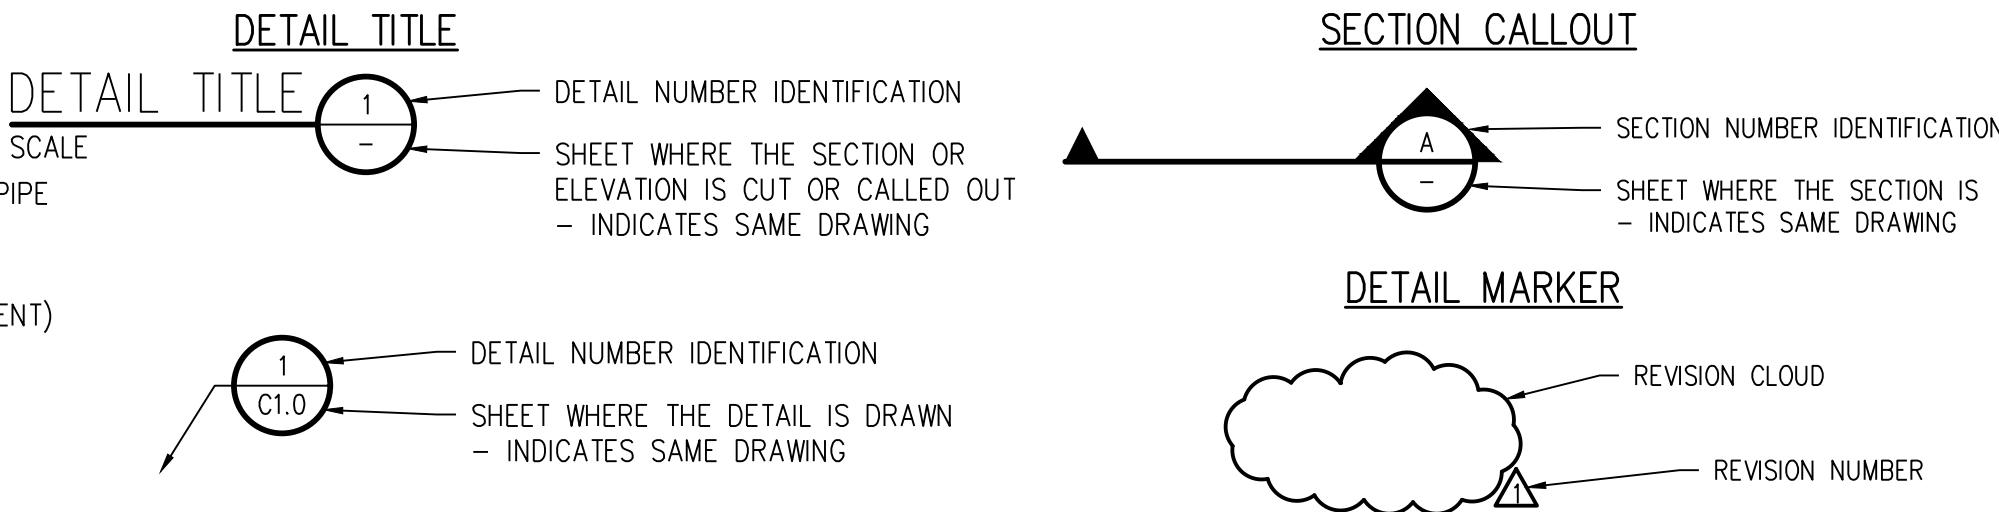 DETAIL TITLE
DETAIL TITLE
SCALE
1
–
DETAIL NUMBER IDENTIFICATION
SHEET WHERE THE SECTION OR
ELEVATION IS CUT OR CALLED OUT
– INDICATES SAME DRAWING
PIPE
ENT)
1
C1.0
DETAIL NUMBER IDENTIFICATION
SHEET WHERE THE DETAIL IS DRAWN
– INDICATES SAME DRAWING
SECTION CALLOUT
A
–
SECTION NUMBER IDENTIFICATION
SHEET WHERE THE SECTION IS
– INDICATES SAME DRAWING
DETAIL MARKER
REVISION CLOUD
1
REVISION NUMBER